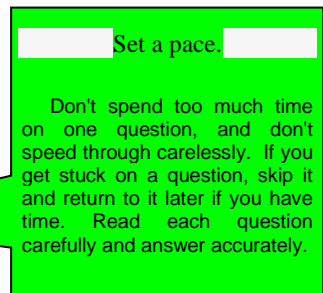 Set a pace.
Don't spend too much time
on one question, and don't
speed through carelessly. If you
get stuck on a question, skip it
and return to it later if you have
time. Read each question
carefully and answer accurately.